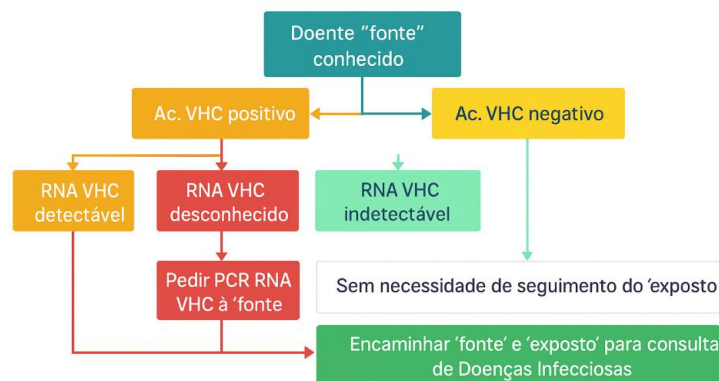 Doente “fonte”
conhecido
Ac. VHC positivo
Ac. VHC negativo
RNA VHC
detectável
RNA VHC
desconhecido
RNA VHC
indetectável
Pedir PCR RNA
VHC à ‘fonte
Sem necessidade de seguimento do ‘exposto
Encaminhar ‘fonte’ e ‘exposto’ para consulta
de Doenças Infecciosas